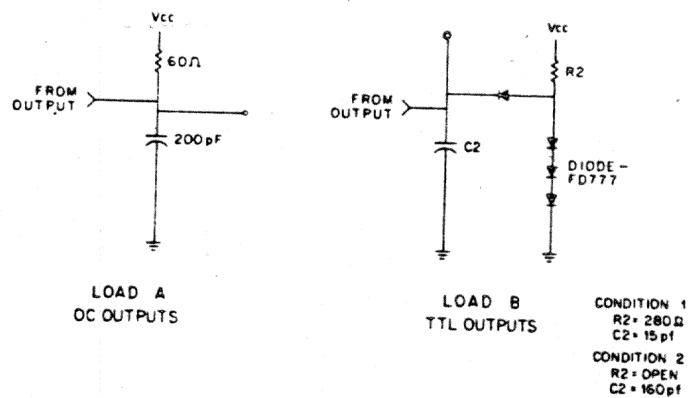 Vcc
60Ω
FROM
OUTPUT
200pF
LOAD A
OC OUTPUTS
Vcc
R2
FROM
OUTPUT
C2
DIODE-
FD777
LOAD B
TTL OUTPUTS
CONDITION 1
R2= 280Ω
C2= 15pf
CONDITION 2
R2= OPEN
C2= 160pf